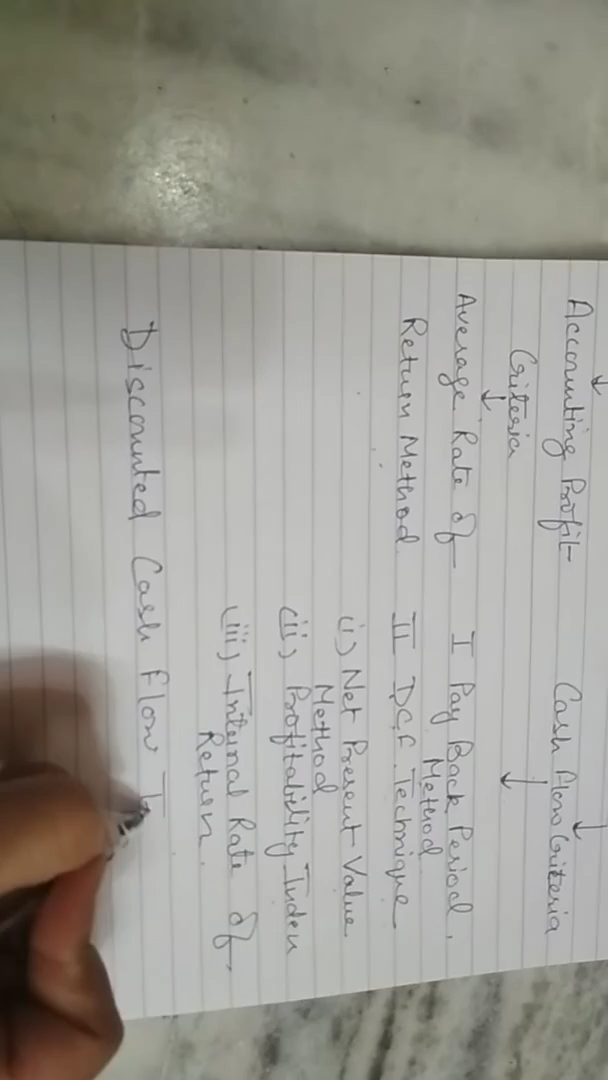 Accounting Profit Cash Flow Criteria
Criteria
Average Rate of I Pay Back Period.
Return Method Method
II DCF Technique
(i) Net Present Value
Method
(ii) Profitability Index
(iii) Internal Rate of
Return.
Discounted Cash Flow